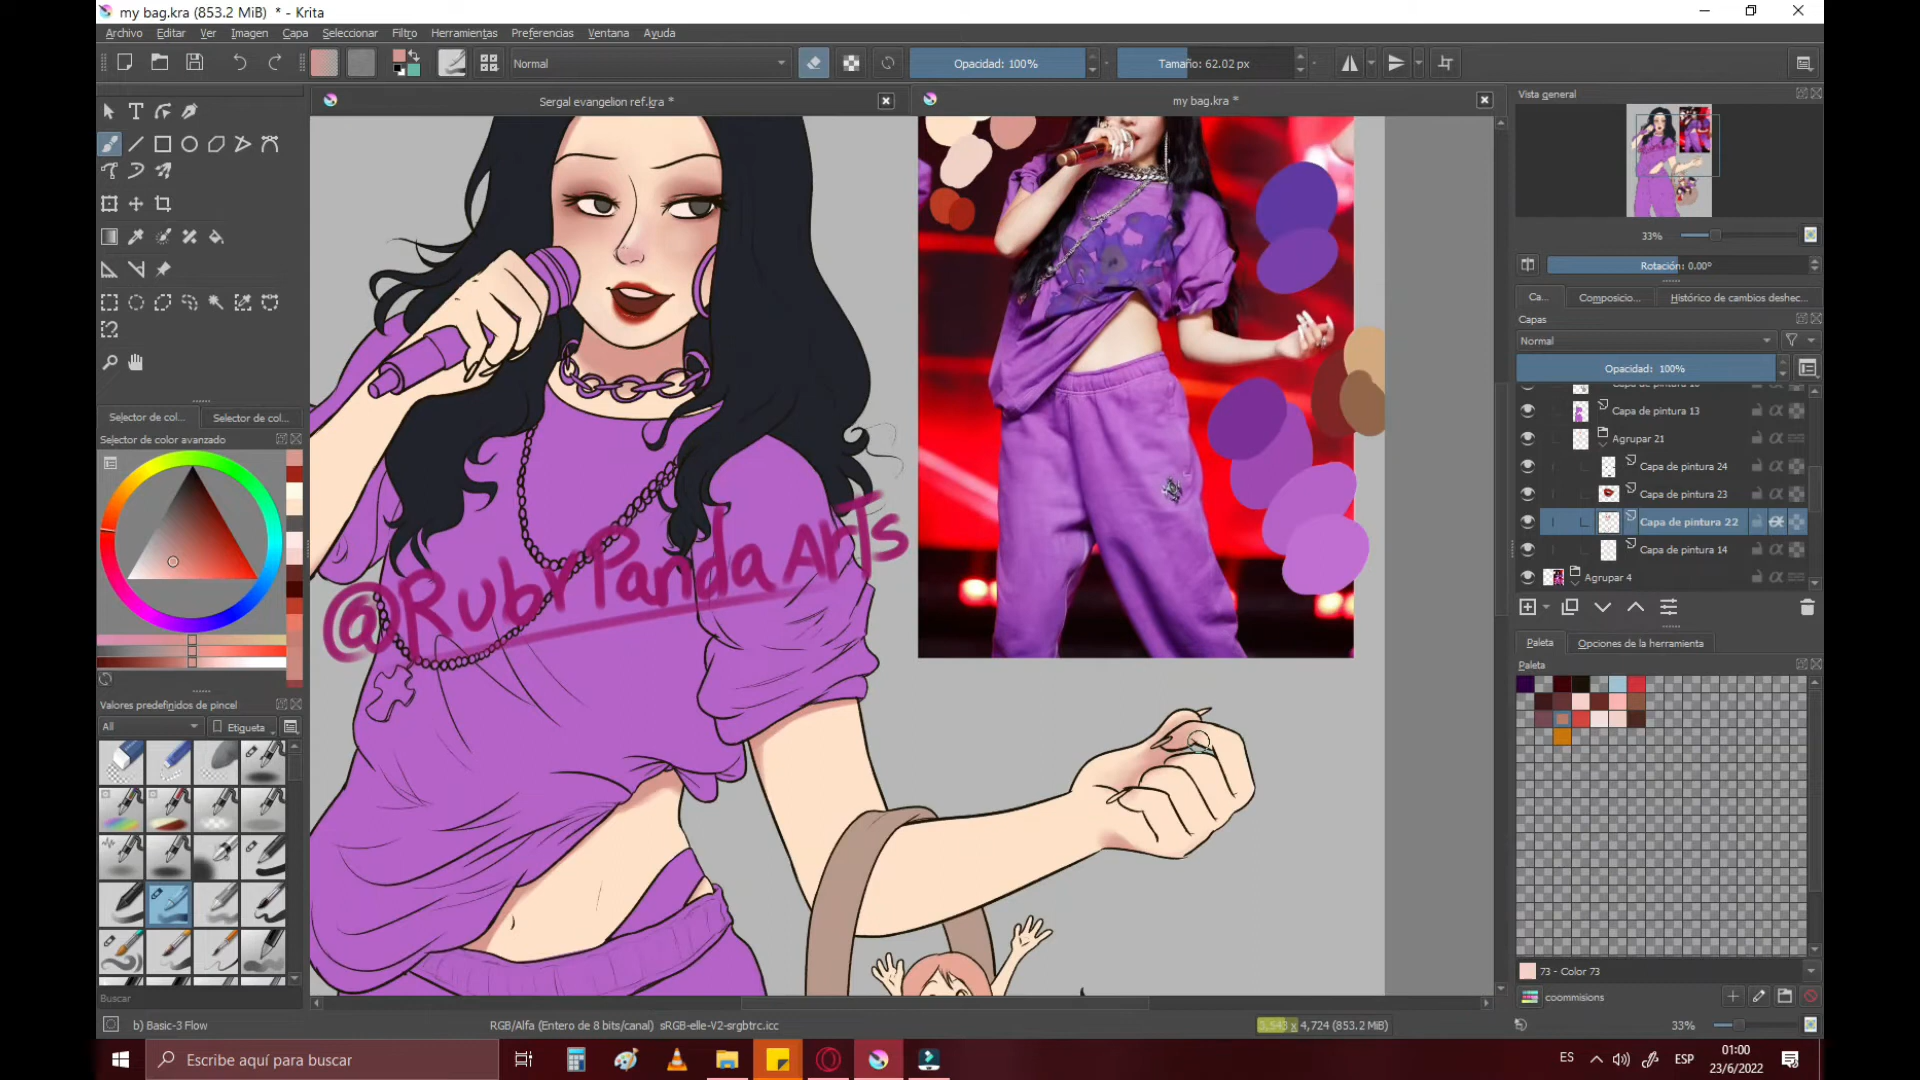 my bag.kra (853.2 MiB) * - Krita
Archivo Editar Ver Imagen Capa Seleccionar Filtro Herramientas Preferencias Ventana Ayuda
Normal Opacidad: 100% Tamaño: 62.02 px
Sergal evangelion ref.kra * my bag.kra *
Vista general
33%
Rotación: 0.00°
Ca... Composicio... Histórico de cambios deshec...
Capas
Normal
Opacidad: 100%
Capa de pintura 13
Agrupar 21
Capa de pintura 24
Capa de pintura 23
Capa de pintura 22
Capa de pintura 14
Agrupar 4
Selector de col... Selector de col...
Selector de color avanzado
@RubyPanda ArTs
Paleta Opciones de la herramienta
Paleta
Valores predefinidos de pincel
All Etiqueta
Buscar
73 - Color 73
coommisions
b) Basic-3 Flow RGB/Alfa (Entero de 8 bits/canal) sRGB-elle-V2-srgbtrc.icc 3,543 x 4,724 (853.2 MiB) 33%
Escribe aquí para buscar
ES ESP
01:00
23/6/2022